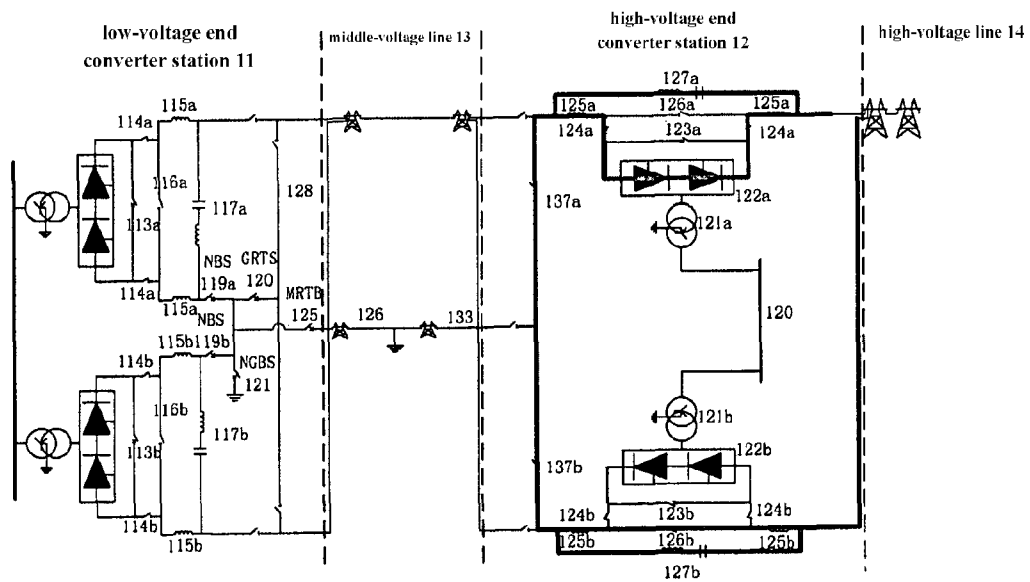 low-voltage end
converter station 11
middle-voltage line 13
high-voltage end
converter station 12
high-voltage line 14
127a
115a
125a
126a
125a
114a
124a
123a
124a
116a
128
117a
113a
137a
122a
121a
NBS
GRTS
119a
120
114a
115a
MRTB
NBS
125
126
133
120
115b
119b
114b
NGBS
121
116b
121b
117b
113b
137b
122b
114b
124b
123b
124b
115b
125b
126b
125b
127b